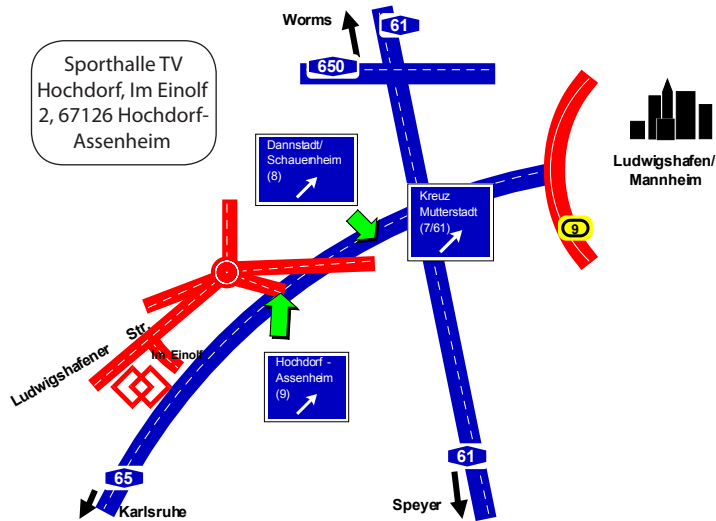 Worms
61
650
Sporthalle TV
Hochdorf, Im Einolf
2, 67126 Hochdorf-
Assenheim
Dannstadt/
Schauernheim
(8)
Ludwigshafen/
Mannheim
Kreuz
Mutterstadt
(7/61)
9
Ludwigshafener Str.
Im Einolf
Hochdorf -
Assenheim
(9)
65
Karlsruhe
61
Speyer